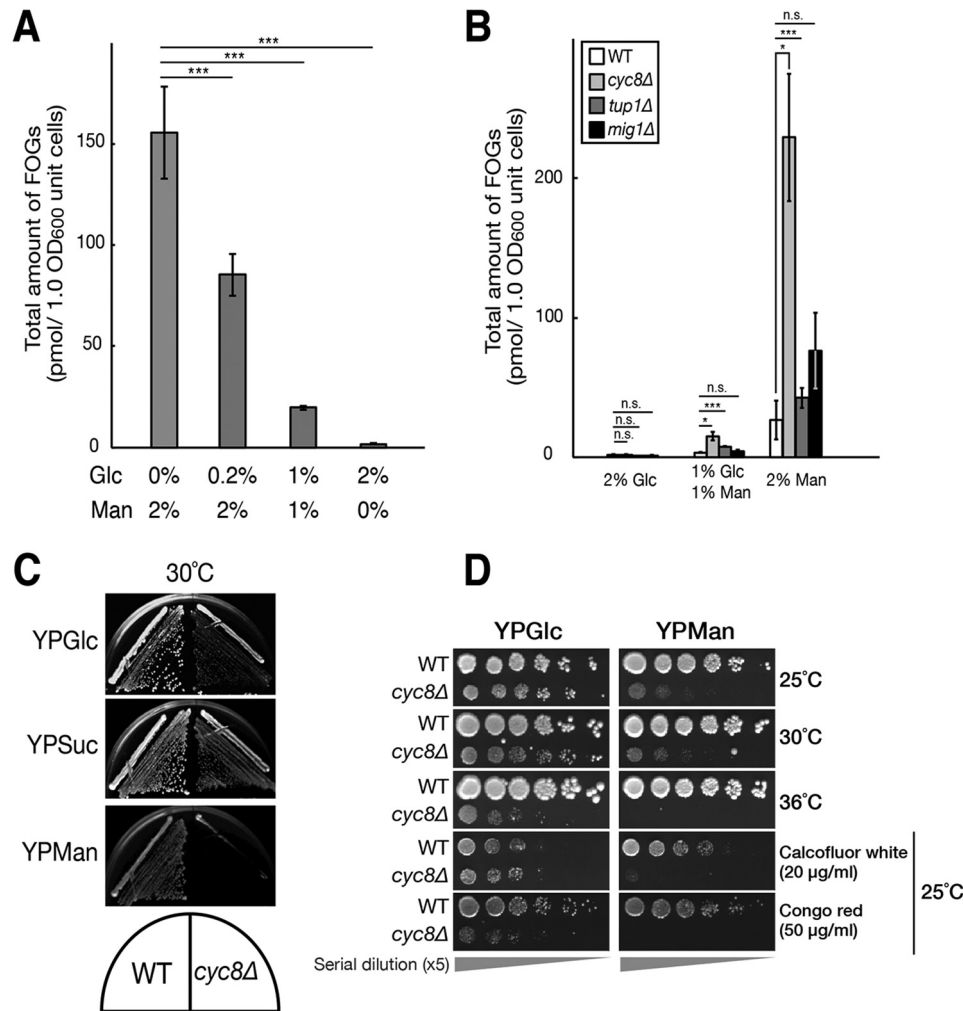 A
Total amount of FOGs
(pmol/ 1.0 OD600 unit cells)
***
***
***
150
100
50
0
Glc 0% 0.2% 1% 2%
Man 2% 2% 1% 0%
B
Total amount of FOGs
(pmol/ 1.0 OD600 unit cells)
WT
cyc8Δ
tup1Δ
mig1Δ
200
100
0
n.s.
n.s.
n.s.
n.s.
***
*
n.s.
***
*
2% Glc
1% Glc
1% Man
2% Man
C
30°C
YPGlc
YPSuc
YPMan
WT cyc8Δ
D
YPGlc YPMan
WT
cyc8Δ
25°C
WT
cyc8Δ
30°C
WT
cyc8Δ
36°C
WT
cyc8Δ
Calcofluor white
(20 μg/ml)
WT
cyc8Δ
Congo red
(50 μg/ml)
25°C
Serial dilution (x5)